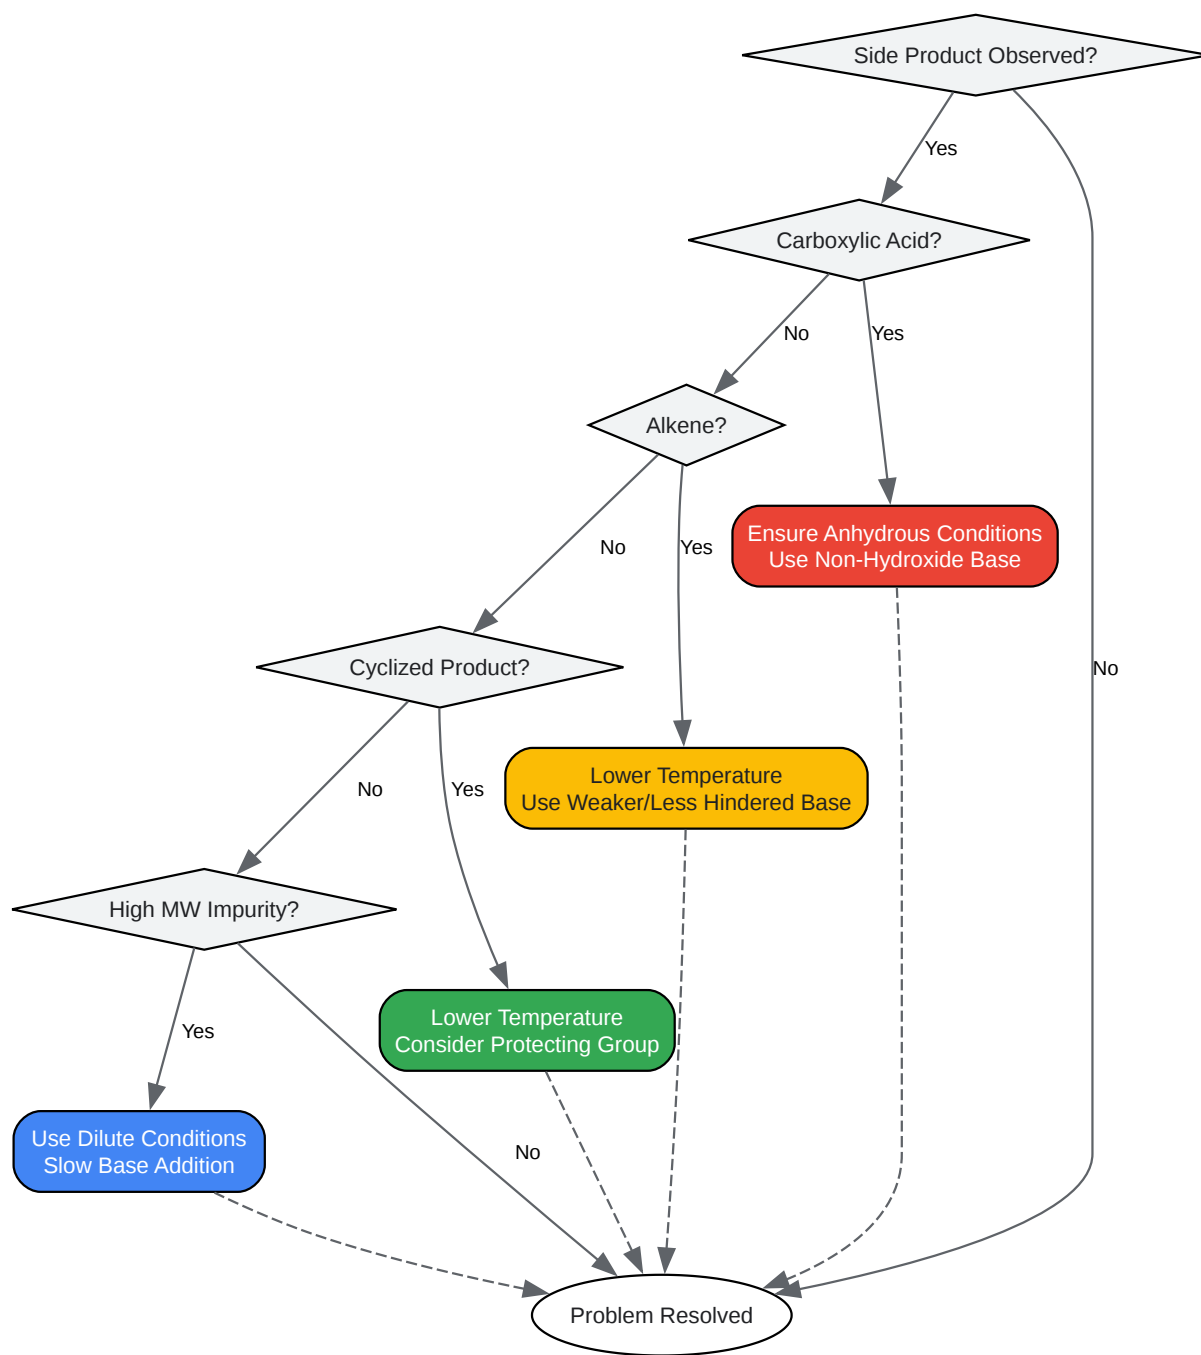 Side Product Observed?
Yes
Carboxylic Acid?
No
Yes
Alkene?
Ensure Anhydrous Conditions
Use Non-Hydroxide Base
No
Yes
Cyclized Product?
No
Lower Temperature
Use Weaker/Less Hindered Base
No
Yes
High MW Impurity?
Lower Temperature
Consider Protecting Group
Yes
Use Dilute Conditions
Slow Base Addition
No
Problem Resolved